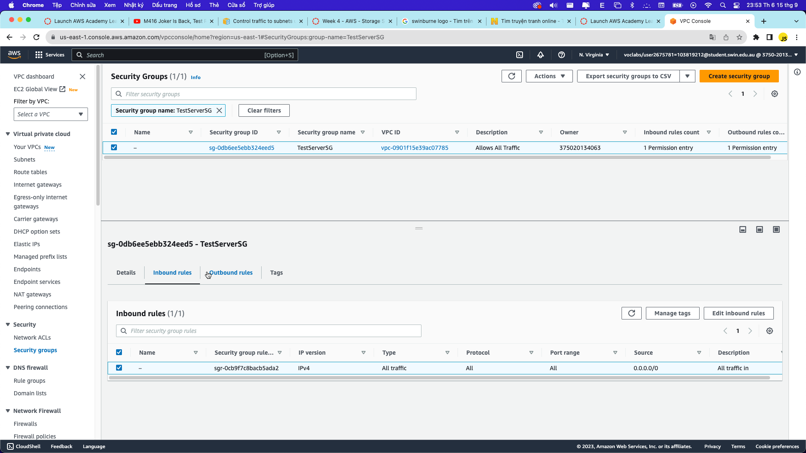 Chrome Tệp Chỉnh sửa Xem Nhật ký Dấu trang Hồ sơ Thẻ Cửa sổ Trợ giúp 23:53 Th 6 15 thg 9
Launch AWS Academy Le M416 Joker Is Back, Test Control traffic to subnets Week 4 - AWS - Storage S swinburne logo - Tìm trên Tìm truyện tranh online - Launch AWS Academy Le VPC Console
us-east-1.console.aws.amazon.com/vpcconsole/home?region=us-east-1#SecurityGroups:group-name=TestServerSG
aws Services Search [Option+S] N. Virginia voclabs/user2675781=103819212@student.swin.edu.au @ 3750-2013...
VPC dashboard
EC2 Global View New
Filter by VPC:
Select a VPC
Virtual private cloud
Your VPCs New
Subnets
Route tables
Internet gateways
Egress-only internet
gateways
Carrier gateways
DHCP option sets
Elastic IPs
Managed prefix lists
Endpoints
Endpoint services
NAT gateways
Peering connections
Security
Network ACLs
Security groups
DNS firewall
Rule groups
Domain lists
Network Firewall
Firewalls
Firewall policies
Security Groups (1/1) Info
Actions Export security groups to CSV Create security group
Filter security groups
1
Security group name: TestServerSG Clear filters
Name Security group ID Security group name VPC ID Description Owner Inbound rules count Outbound rules co...
– sg-0db6ee5ebb324eed5 TestServerSG vpc-0901f15e39ac07785 Allows All Traffic 375020134063 1 Permission entry 1 Permission entry
sg-0db6ee5ebb324eed5 - TestServerSG
Details Inbound rules Outbound rules Tags
Inbound rules (1/1)
Manage tags Edit inbound rules
Filter security group rules
1
Name Security group rule... IP version Type Protocol Port range Source Description
– sgr-0cb9f7c8bacb5ada2 IPv4 All traffic All All 0.0.0.0/0 All traffic in
CloudShell Feedback Language © 2023, Amazon Web Services, Inc. or its affiliates. Privacy Terms Cookie preferences